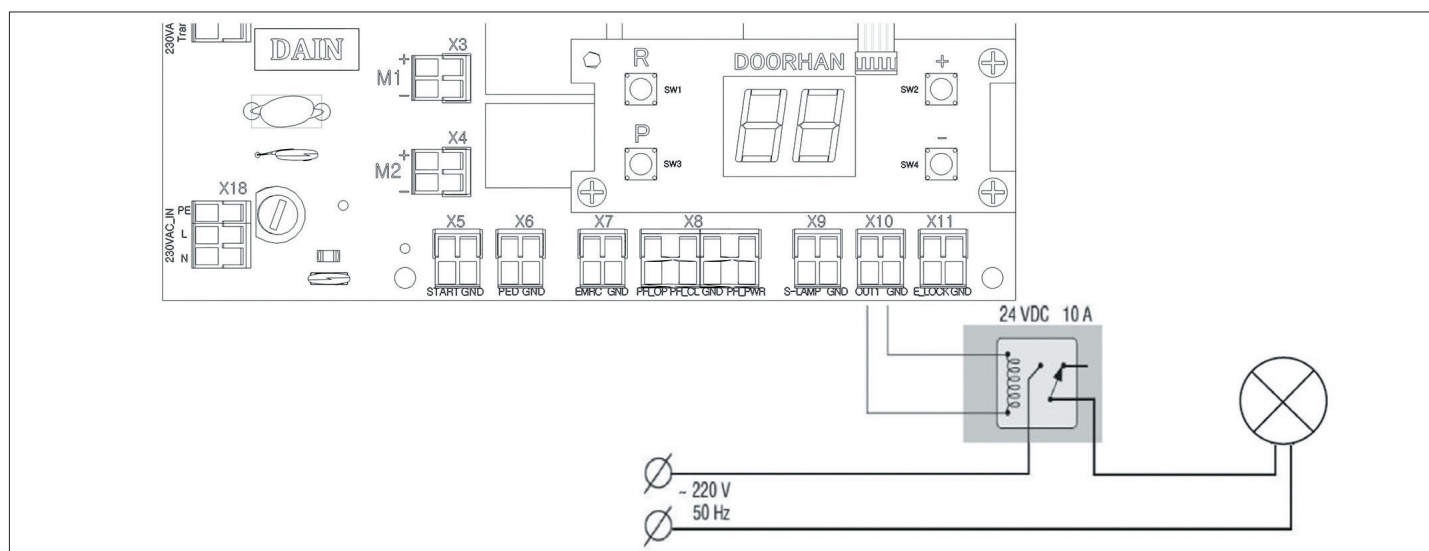 230VA
Tran
DAIN
X3
+
M1
-
X4
+
M2
-
R
SW1
P
SW3
DOORHAN
88
+
SW2
-
SW4
X18
230VAC_IN
PE
L
N
X5
START GND
X6
PED GND
X7
EMRC GND
X8
PH_OP PH_CL GND PH_PWR
X9
S-LAMP GND
X10
OUT1 GND
X11
E_LOCK GND
24 VDC 10 A
~ 220 V
50 Hz